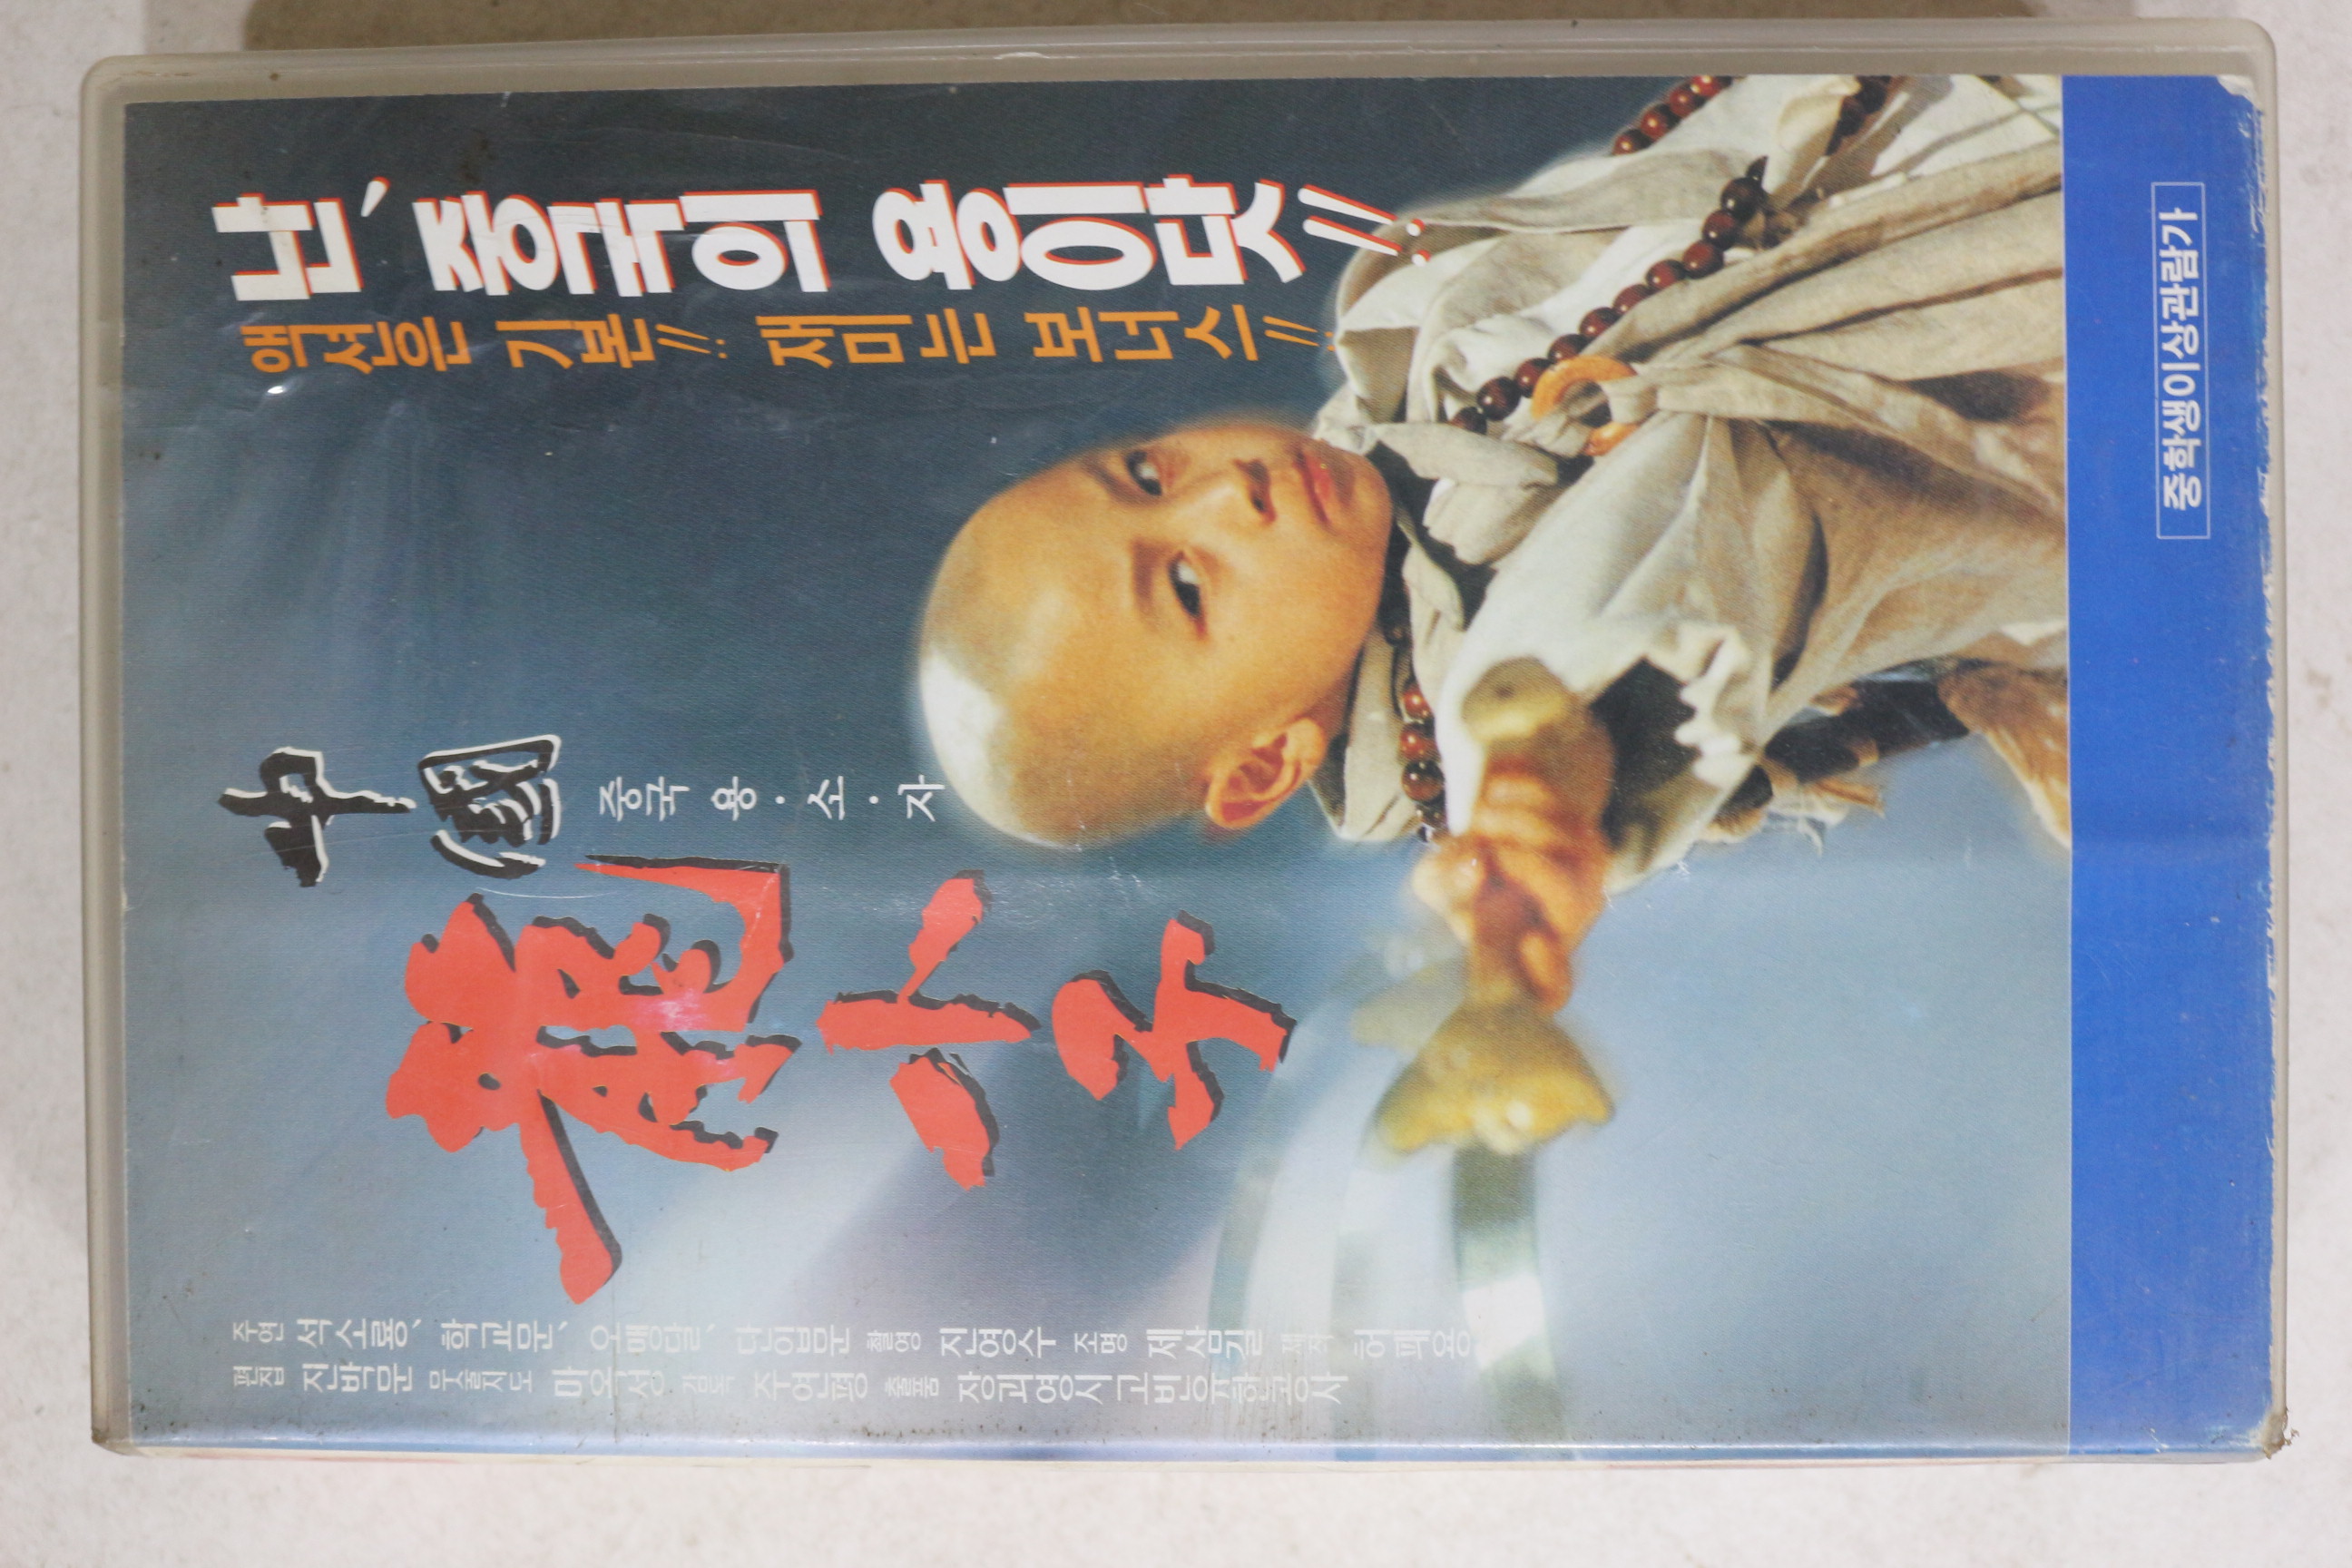 난, 중국의 용이닷!!
액션은 기본!! 재미는 보너스!!
中國
중국 용·소·자
龍小子
주연 석소룡, 학교문, 오맹달, 단이밥문 촬영 진영수 조명 제삼길 제작 허패용
편집 진박문 무술지도 마옥성 감독 주연평 출품 장굉영시고빈유한공사
중학생이상관람가